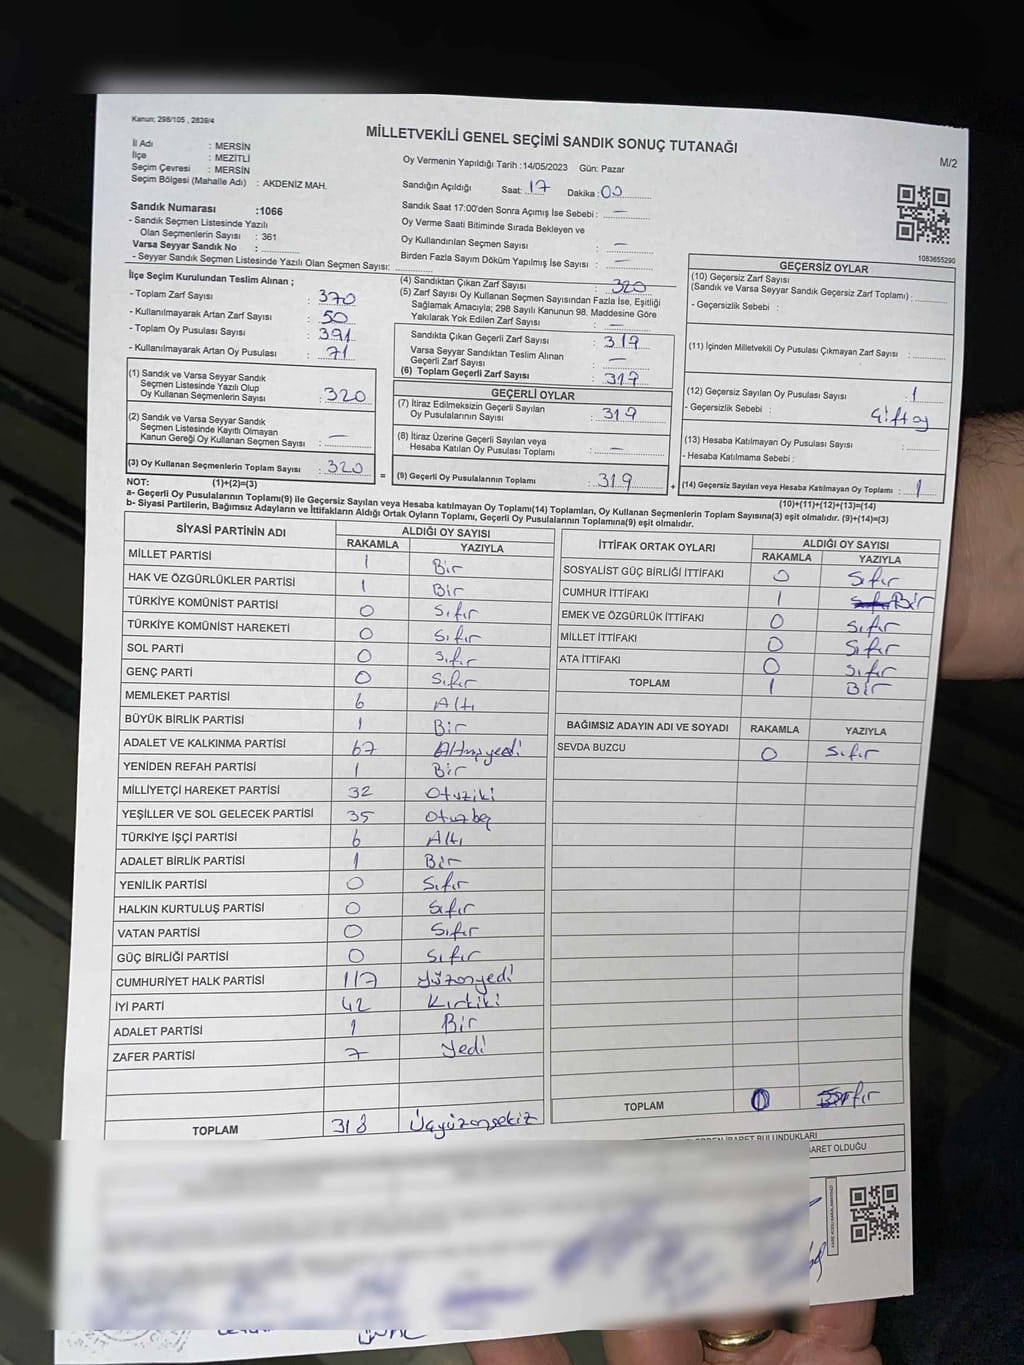 Kanun: 298/105 , 2839/4
MİLLETVEKİLİ GENEL SEÇİMİ SANDIK SONUÇ TUTANAĞI
M/2
İl Adı : MERSİN
İlçe : MEZİTLİ
Seçim Çevresi : MERSİN
Seçim Bölgesi (Mahalle Adı) : AKDENİZ MAH.
Sandık Numarası :1066
- Sandık Seçmen Listesinde Yazılı
Olan Seçmenlerin Sayısı : 361
Varsa Seyyar Sandık No :
- Seyyar Sandık Seçmen Listesinde Yazılı Olan Seçmen Sayısı:
Oy Vermenin Yapıldığı Tarih :14/05/2023 Gün: Pazar
Sandığın Açıldığı Saat: 17 Dakika : 00
Sandık Saat 17:00'den Sonra Açımış İse Sebebi : –
Oy Verme Saati Bitiminde Sırada Bekleyen ve
Oy Kullandırılan Seçmen Sayısı : –
Birden Fazla Sayım Döküm Yapılmış İse Sayısı : –
1083655290
İlçe Seçim Kurulundan Teslim Alınan ;
- Toplam Zarf Sayısı : 370
- Kullanılmayarak Artan Zarf Sayısı : 50
- Toplam Oy Pusulası Sayısı : 391
- Kullanılmayarak Artan Oy Pusulası : 71
(1) Sandık ve Varsa Seyyar Sandık
Seçmen Listesinde Yazılı Olup
Oy Kullanan Seçmenlerin Sayısı : 320
(2) Sandık ve Varsa Seyyar Sandık
Seçmen Listesinde Kayıtlı Olmayan
Kanun Gereği Oy Kullanan Seçmen Sayısı : –
(3) Oy Kullanan Seçmenlerin Toplam Sayısı : 320 =
(4) Sandıktan Çıkan Zarf Sayısı : 320
(5) Zarf Sayısı Oy Kullanan Seçmen Sayısından Fazla İse, Eşitliği
Sağlamak Amacıyla; 298 Sayılı Kanunun 98. Maddesine Göre
Yakılarak Yok Edilen Zarf Sayısı : –
Sandıkta Çıkan Geçerli Zarf Sayısı : 319
Varsa Seyyar Sandıktan Teslim Alınan
Geçerli Zarf Sayısı : –
(6) Toplam Geçerli Zarf Sayısı : 319
GEÇERLİ OYLAR
(7) İtiraz Edilmeksizin Geçerli Sayılan
Oy Pusulalarının Sayısı : 319
(8) İtiraz Üzerine Geçerli Sayılan veya
Hesaba Katılan Oy Pusulası Toplamı : –
(9) Geçerli Oy Pusulalarının Toplamı : 319 +
GEÇERSİZ OYLAR
(10) Geçersiz Zarf Sayısı
(Sandık ve Varsa Seyyar Sandık Geçersiz Zarf Toplamı) :
- Geçersizlik Sebebi :
(11) İçinden Milletvekili Oy Pusulası Çıkmayan Zarf Sayısı :
(12) Geçersiz Sayılan Oy Pusulası Sayısı : 1
- Geçersizlik Sebebi : Çift oy
(13) Hesaba Katılmayan Oy Pusulası Sayısı :
- Hesaba Katılmama Sebebi :
(14) Geçersiz Sayılan veya Hesaba Katılmayan Oy Toplamı : 1
NOT: (1)+(2)=(3)
(10)+(11)+(12)+(13)=(14)
a- Geçerli Oy Pusulalarının Toplamı(9) ile Geçersiz Sayılan veya Hesaba katılmayan Oy Toplamı(14) Toplamları, Oy Kullanan Seçmenlerin Toplam Sayısına(3) eşit olmalıdır. (9)+(14)=(3)
b- Siyasi Partilerin, Bağımsız Adayların ve İttifakların Aldığı Ortak Oyların Toplamı, Geçerli Oy Pusulalarının Toplamına(9) eşit olmalıdır.
SİYASİ PARTİNİN ADI ALDIĞI OY SAYISI
RAKAMLA YAZIYLA
MİLLET PARTİSİ 1 Bir
HAK VE ÖZGÜRLÜKLER PARTİSİ 1 Bir
TÜRKİYE KOMÜNİST PARTİSİ 0 Sıfır
TÜRKİYE KOMÜNİST HAREKETİ 0 Sıfır
SOL PARTİ 0 Sıfır
GENÇ PARTİ 0 Sıfır
MEMLEKET PARTİSİ 6 Altı
BÜYÜK BİRLİK PARTİSİ 1 Bir
ADALET VE KALKINMA PARTİSİ 67 Altmışyedi
YENİDEN REFAH PARTİSİ 1 Bir
MİLLİYETÇİ HAREKET PARTİSİ 32 Otuziki
YEŞİLLER VE SOL GELECEK PARTİSİ 35 Otuzbeş
TÜRKİYE İŞÇİ PARTİSİ 6 Altı
ADALET BİRLİK PARTİSİ 1 Bir
YENİLİK PARTİSİ 0 Sıfır
HALKIN KURTULUŞ PARTİSİ 0 Sıfır
VATAN PARTİSİ 0 Sıfır
GÜÇ BİRLİĞİ PARTİSİ 0 Sıfır
CUMHURİYET HALK PARTİSİ 117 Yüzonyedi
İYİ PARTİ 42 Kırkiki
ADALET PARTİSİ 1 Bir
ZAFER PARTİSİ 7 Yedi
TOPLAM 318 Üçyüzonsekiz
İTTİFAK ORTAK OYLARI ALDIĞI OY SAYISI
RAKAMLA YAZIYLA
SOSYALİST GÜÇ BİRLİĞİ İTTİFAKI 0 Sıfır
CUMHUR İTTİFAKI 1 Bir
EMEK VE ÖZGÜRLÜK İTTİFAKI 0 Sıfır
MİLLET İTTİFAKI 0 Sıfır
ATA İTTİFAKI 0 Sıfır
TOPLAM 1 Bir
BAĞIMSIZ ADAYIN ADI VE SOYADI RAKAMLA YAZIYLA
SEVDA BUZCU 0 Sıfır
TOPLAM 0
BULUNDUKLARI
OLDUĞU